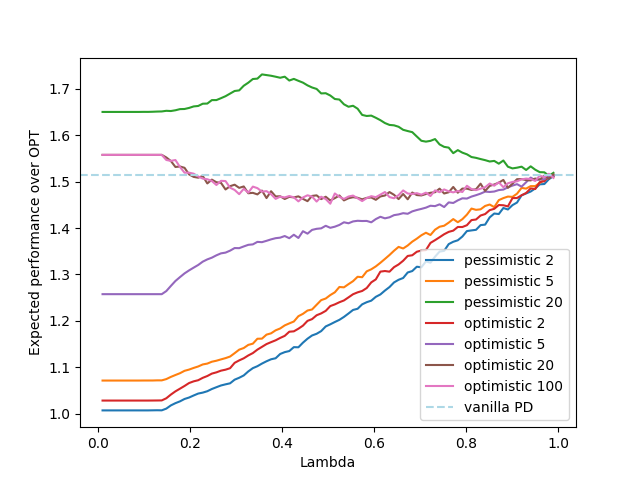 Expected performance over OPT
1.7
1.6
1.5
1.4
1.3
1.2
1.1
1.0
pessimistic 2
pessimistic 5
pessimistic 20
optimistic 2
optimistic 5
optimistic 20
optimistic 100
vanilla PD
0.0 0.2 0.4 0.6 0.8 1.0
Lambda